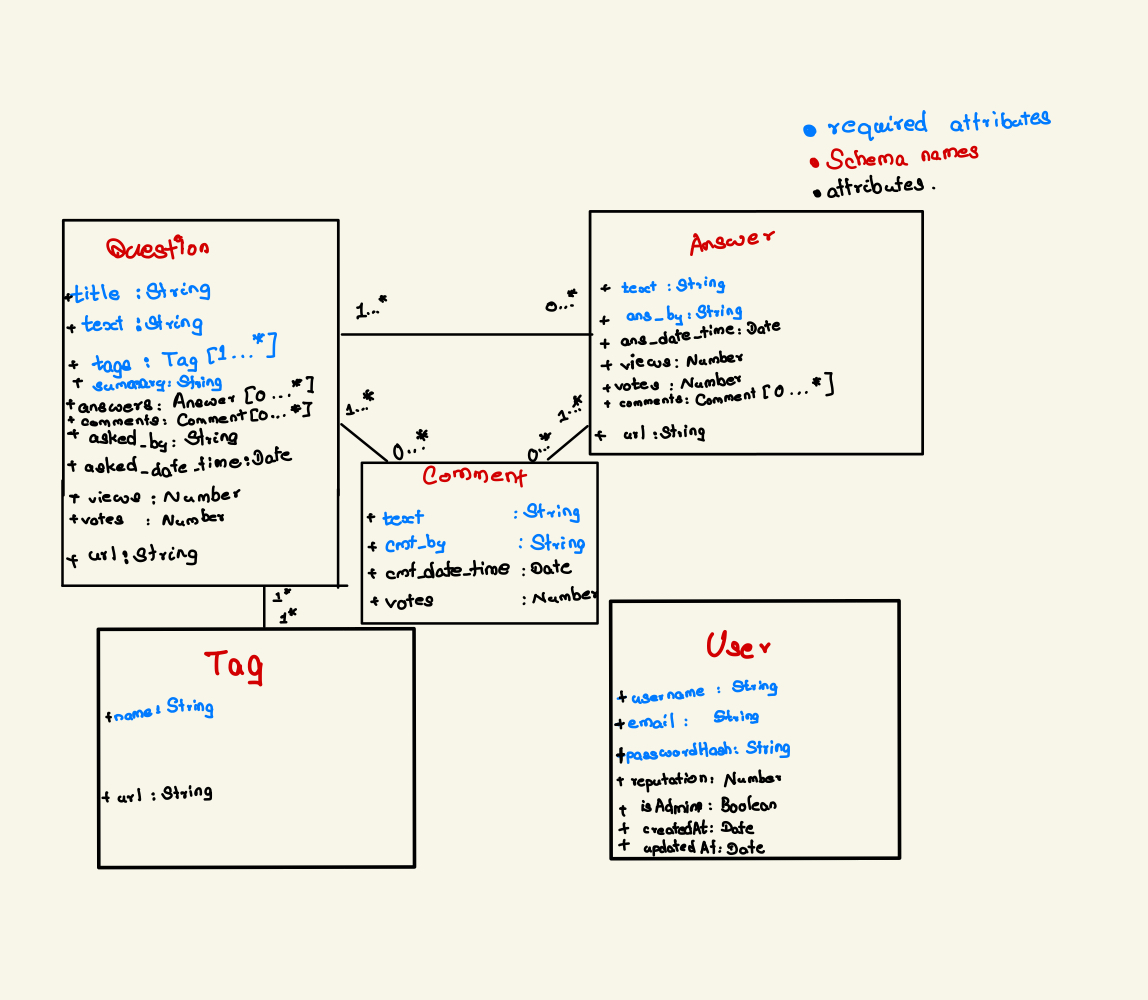 • required attributes
• Schema names
• attributes.
Question
+ title : String
+ text : String
+ tags : Tag [1...*]
+ summary: String
+ answers: Answer [0...*]
+ comments: Comment [0...*]
+ asked_by: String
+ asked_date_time: Date
+ views : Number
+ votes : Number
+ url : String
Answer
+ text : String
+ ans_by: String
+ ans_date_time: Date
+ views: Number
+ votes : Number
+ comments: Comment [0...*]
+ url : String
1...*
0...*
1...*
0...*
1...*
0...*
Comment
+ text : String
+ cmt_by : String
+ cmt_date_time : Date
+ votes : Number
1*
1*
Tag
+ name: String
+ url : String
User
+ username : String
+ email : String
+ passwordHash: String
+ reputation: Number
+ isAdmin: Boolean
+ createdAt: Date
+ updatedAt: Date